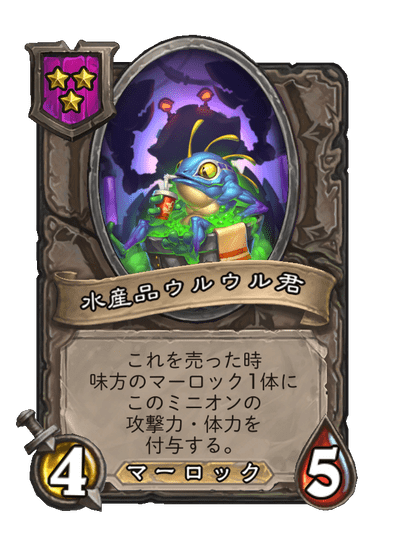 水産品ウルウル君
これを売った時
味方のマーロック1体に
このミニオンの
攻撃力・体力を
付与する。
4
マーロック
5